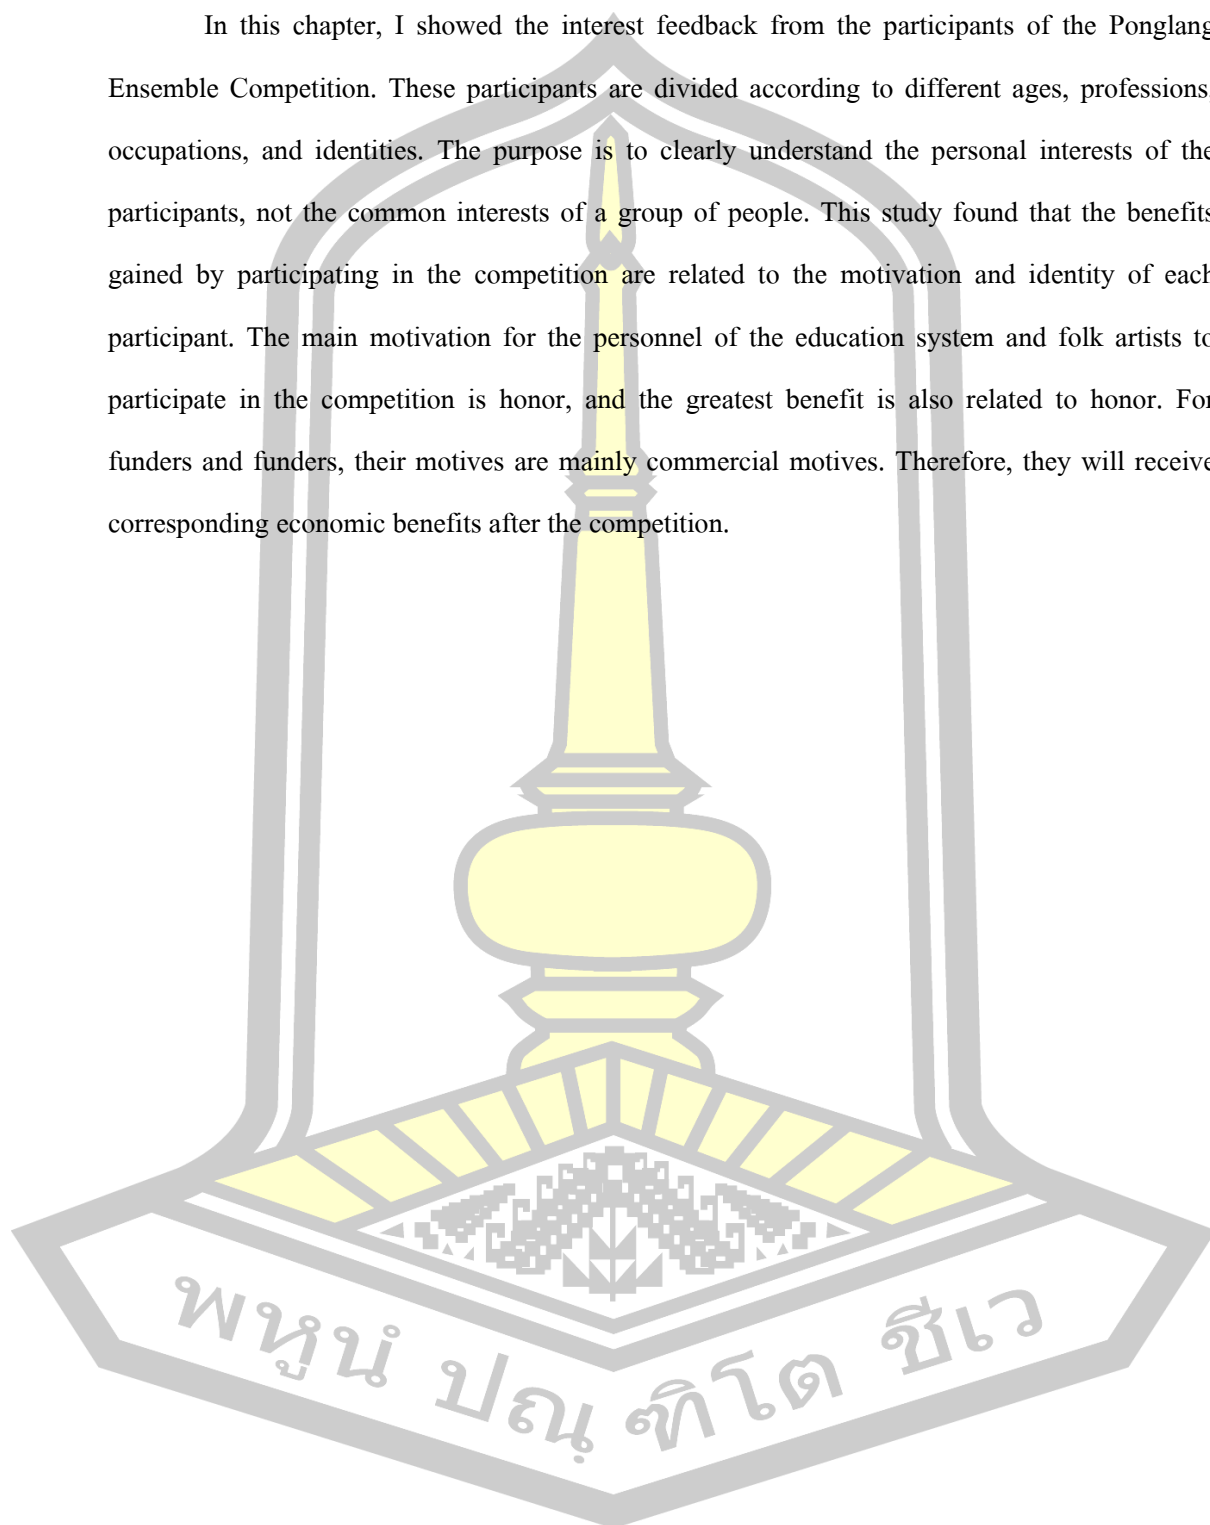 In this chapter, I showed the interest feedback from the participants of the Ponglang
Ensemble Competition. These participants are divided according to different ages, professions,
occupations, and identities. The purpose is to clearly understand the personal interests of the
participants, not the common interests of a group of people. This study found that the benefits
gained by participating in the competition are related to the motivation and identity of each
participant. The main motivation for the personnel of the education system and folk artists to
participate in the competition is honor, and the greatest benefit is also related to honor. For
funders and funders, their motives are mainly commercial motives. Therefore, they will receive
corresponding economic benefits after the competition.
พหูนํ ปณฺ ฑิโต ชีเว